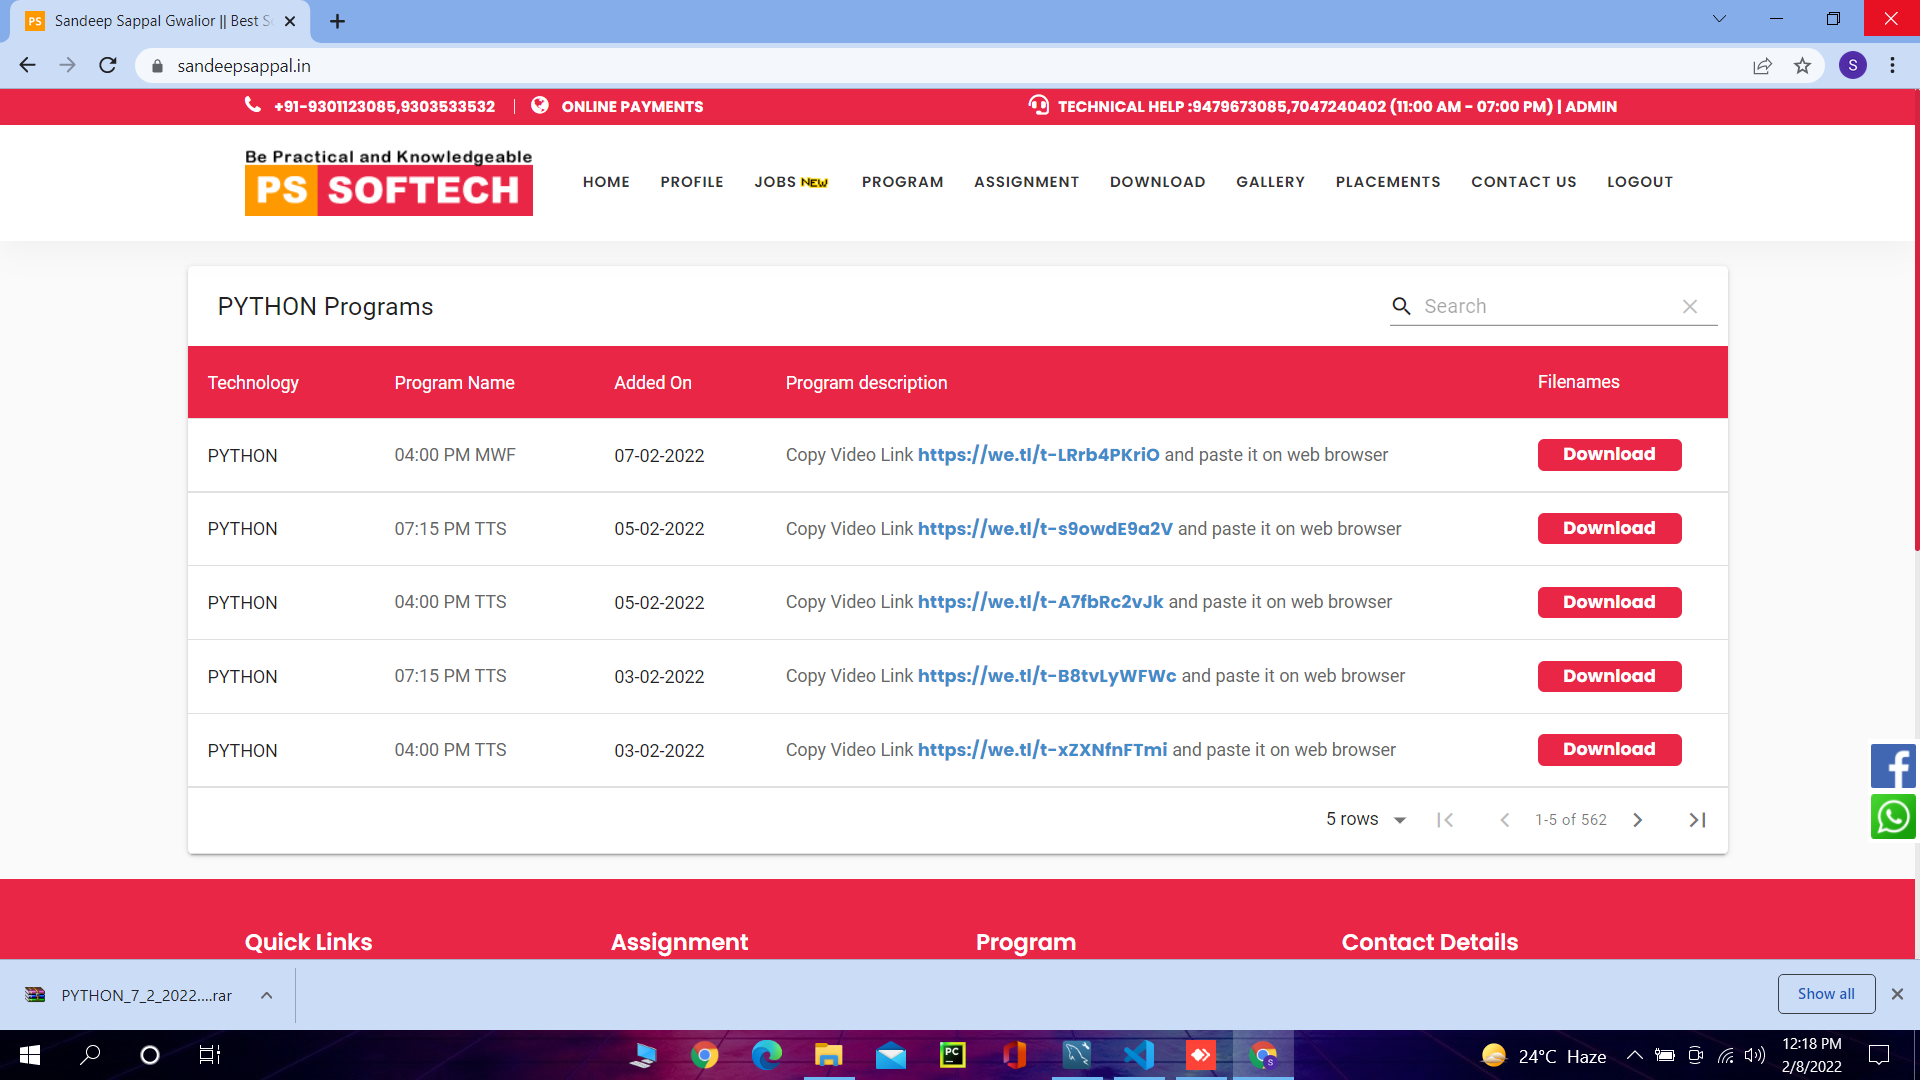 PS Sandeep Sappal Gwalior || Best S
sandeepsappal.in
S
+91-9301123085,9303533532 | ONLINE PAYMENTS
TECHNICAL HELP :9479673085,7047240402 (11:00 AM - 07:00 PM) | ADMIN
Be Practical and Knowledgeable
PS SOFTECH
HOME PROFILE JOBS NEW PROGRAM ASSIGNMENT DOWNLOAD GALLERY PLACEMENTS CONTACT US LOGOUT
PYTHON Programs
Search
Technology Program Name Added On Program description Filenames
PYTHON 04:00 PM MWF 07-02-2022 Copy Video Link https://we.tl/t-LRrb4PKriO and paste it on web browser Download
PYTHON 07:15 PM TTS 05-02-2022 Copy Video Link https://we.tl/t-s9owdE9a2V and paste it on web browser Download
PYTHON 04:00 PM TTS 05-02-2022 Copy Video Link https://we.tl/t-A7fbRc2vJk and paste it on web browser Download
PYTHON 07:15 PM TTS 03-02-2022 Copy Video Link https://we.tl/t-B8tvLyWFWc and paste it on web browser Download
PYTHON 04:00 PM TTS 03-02-2022 Copy Video Link https://we.tl/t-xZXNfnFTmi and paste it on web browser Download
5 rows 1-5 of 562
Quick Links Assignment Program Contact Details
PYTHON_7_2_2022....rar
Show all
PC
24°C Haze
12:18 PM
2/8/2022